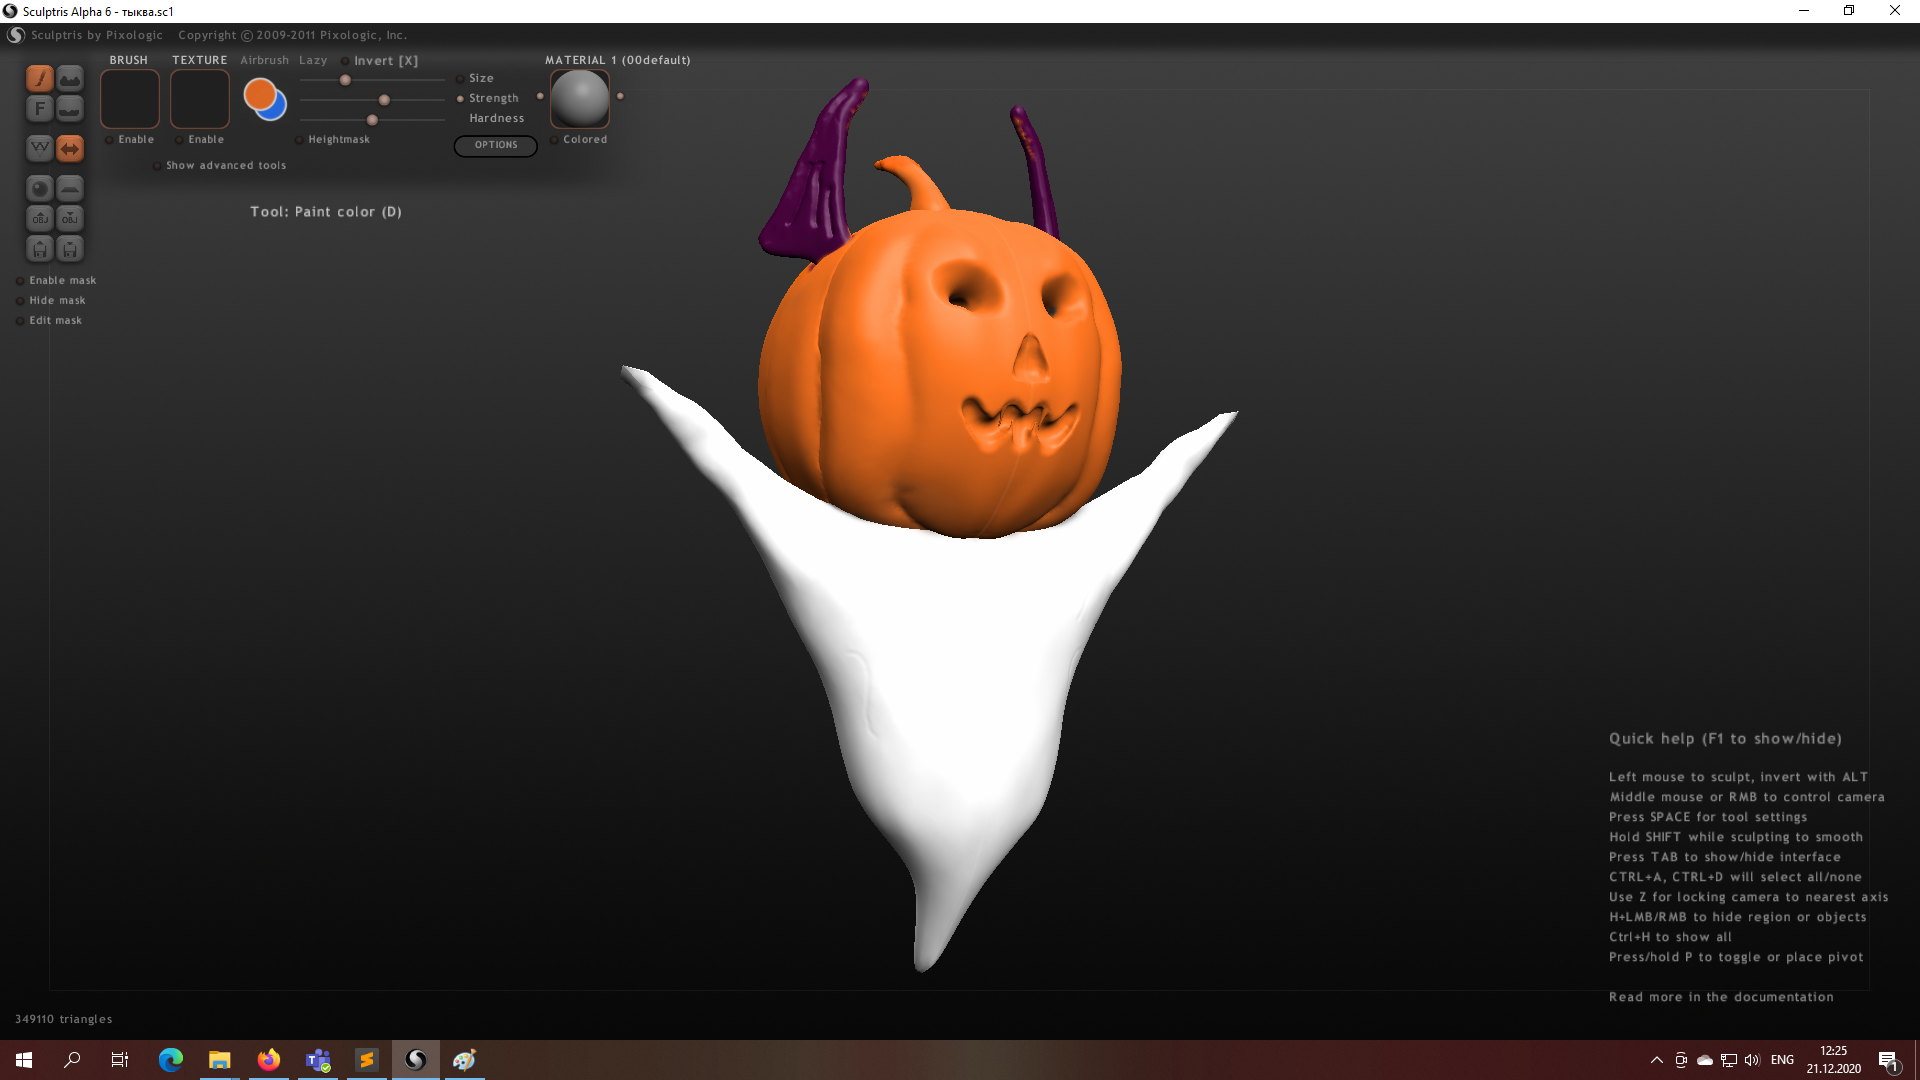 Sculptris Alpha 6 - тыква.sc1
Sculptris by Pixologic Copyright © 2009-2011 Pixologic, Inc.
BRUSH TEXTURE Airbrush Lazy Invert [X] MATERIAL 1 (00default)
Size
Strength
Hardness
F
Enable Enable Heightmask OPTIONS Colored
Show advanced tools
Tool: Paint color (D)
OBJ OBJ
Enable mask
Hide mask
Edit mask
Quick help (F1 to show/hide)
Left mouse to sculpt, invert with ALT
Middle mouse or RMB to control camera
Press SPACE for tool settings
Hold SHIFT while sculpting to smooth
Press TAB to show/hide interface
CTRL+A, CTRL+D will select all/none
Use Z for locking camera to nearest axis
H+LMB/RMB to hide region or objects
Ctrl+H to show all
Press/hold P to toggle or place pivot
Read more in the documentation
349110 triangles
ENG
12:25
21.12.2020
1